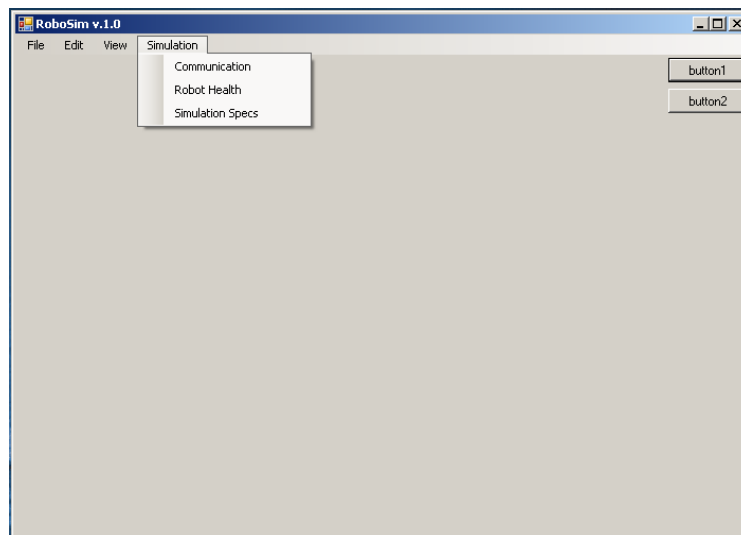 RoboSim v.1.0
File Edit View Simulation
Communication
Robot Health
Simulation Specs
button1
button2